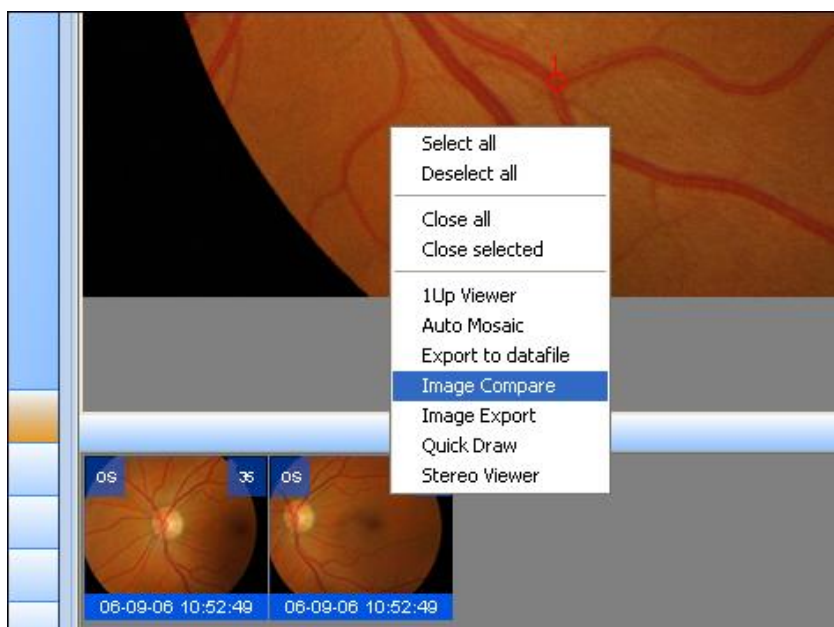 Select all
Deselect all
Close all
Close selected
1Up Viewer
Auto Mosaic
Export to datafile
Image Compare
Image Export
Quick Draw
Stereo Viewer
OS 35 OS
06-09-06 10:52:49 06-09-06 10:52:49